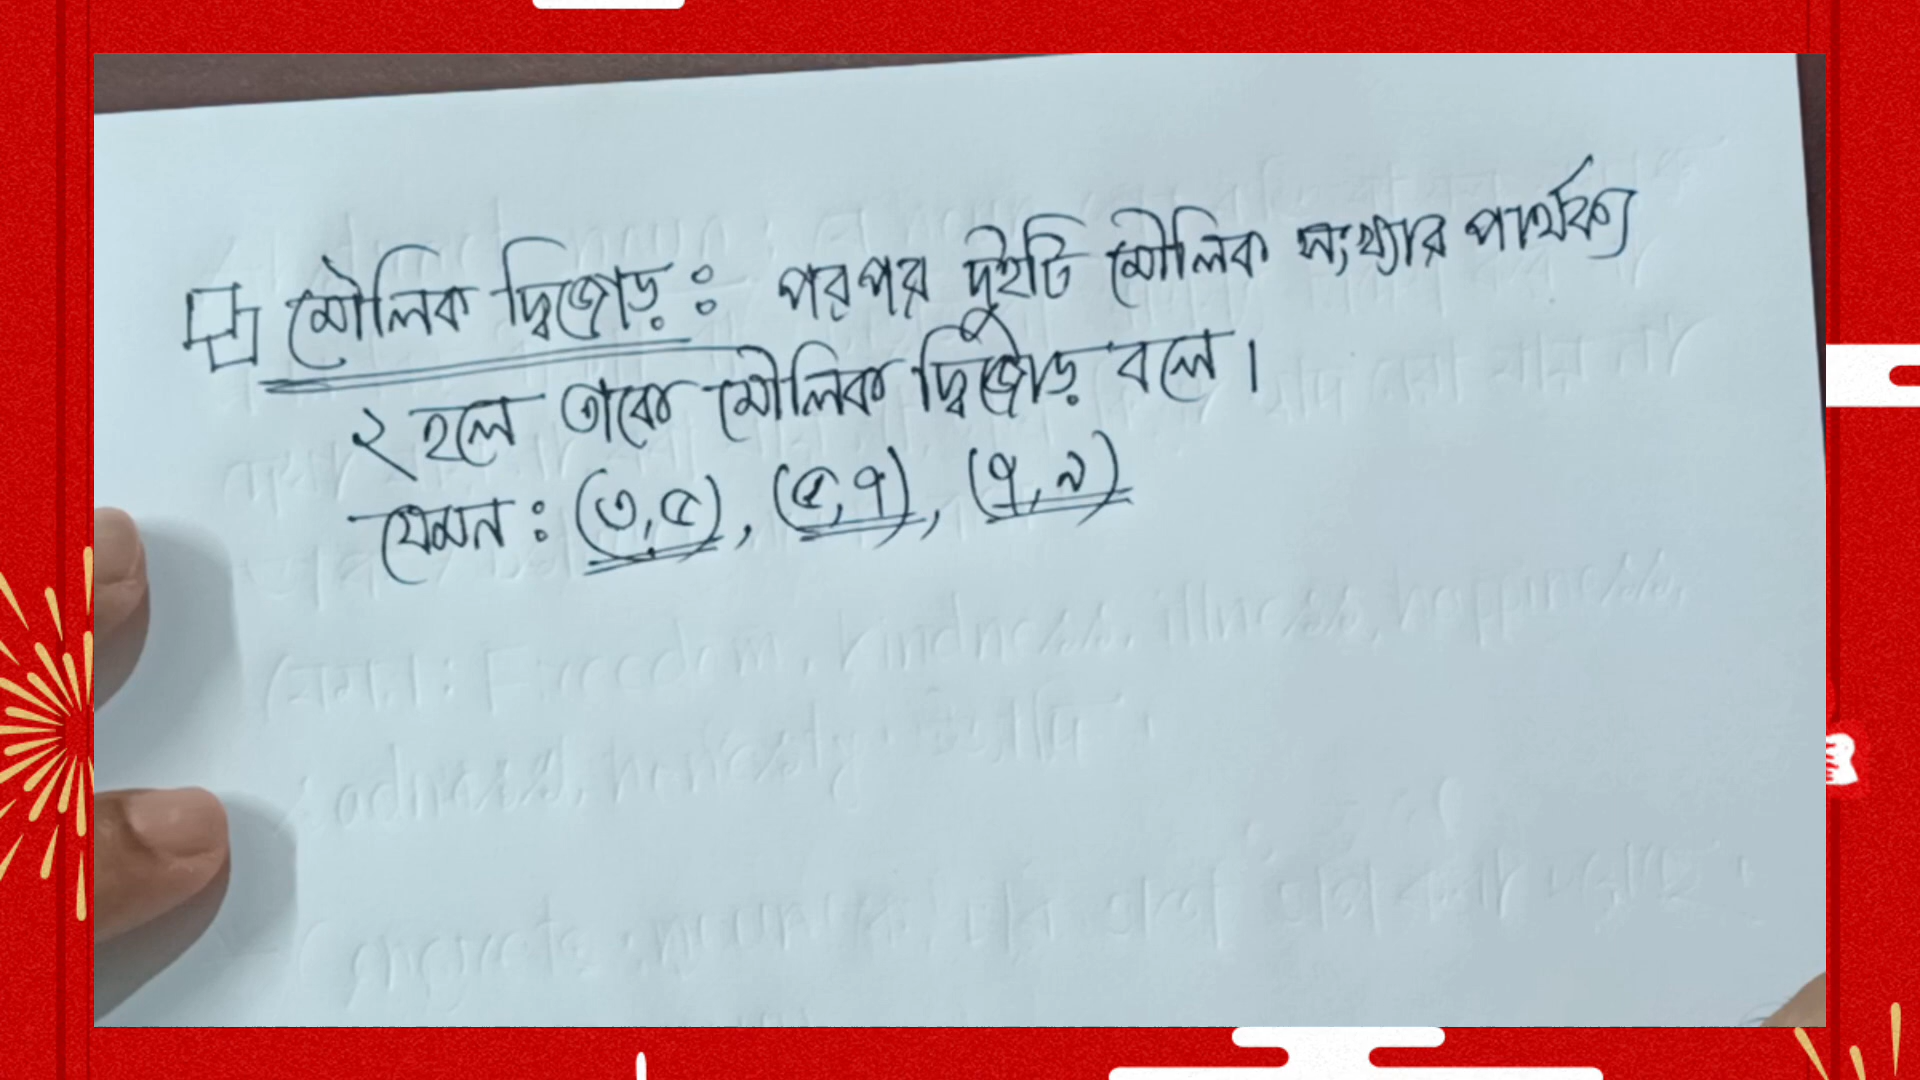 মৌলিক দ্বিজোড় : পরপর দুইটি মৌলিক সংখ্যার পার্থক্য
২ হলে তাকে মৌলিক দ্বিজোড় বলে।
যেমন : (৩,৫), (৫,৭), (৭,৯)